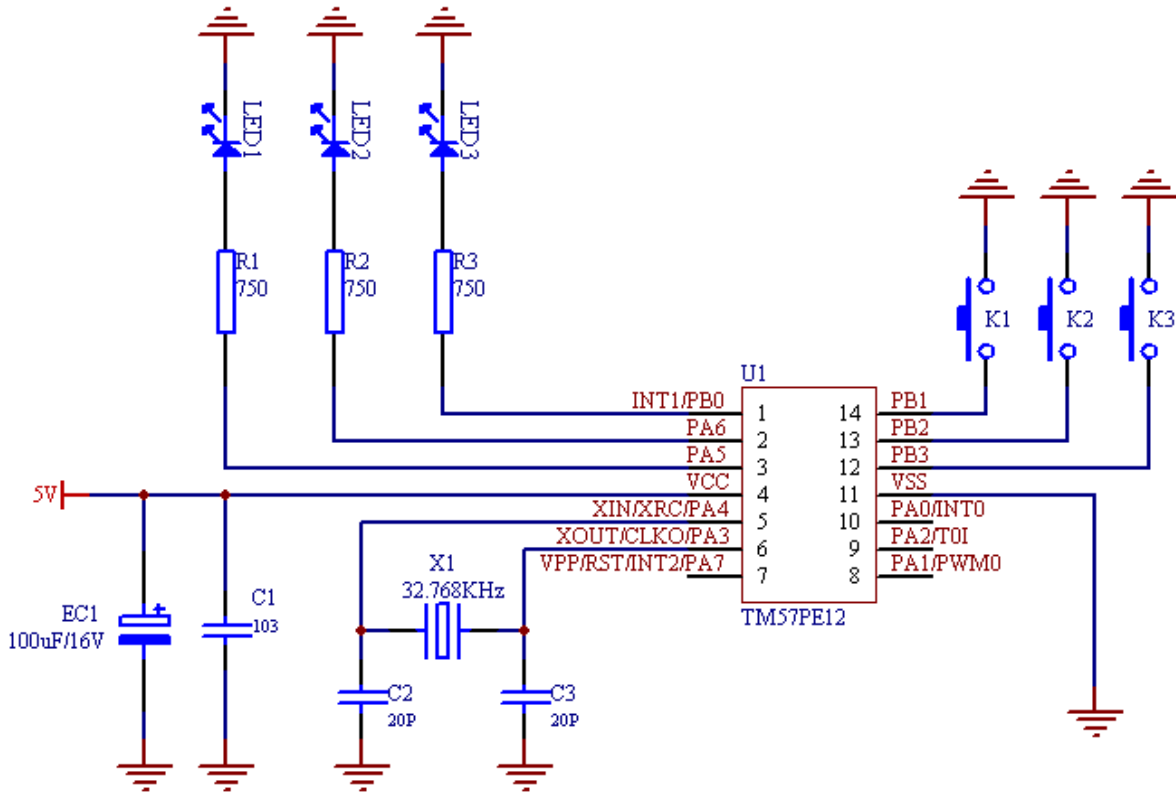 LED1
LED2
LED3
R1
750
R2
750
R3
750
K1
K2
K3
U1
INT1/PB0
1
14
PB1
PA6
2
13
PB2
PA5
3
12
PB3
5V
VCC
4
11
VSS
XIN/XRC/PA4
5
10
PA0/INT0
XOUT/CLKO/PA3
6
9
PA2/T0I
VPP/RST/INT2/PA7
7
8
PA1/PWM0
TM57PE12
X1
32.768KHz
EC1
100uF/16V
C1
103
C2
20P
C3
20P